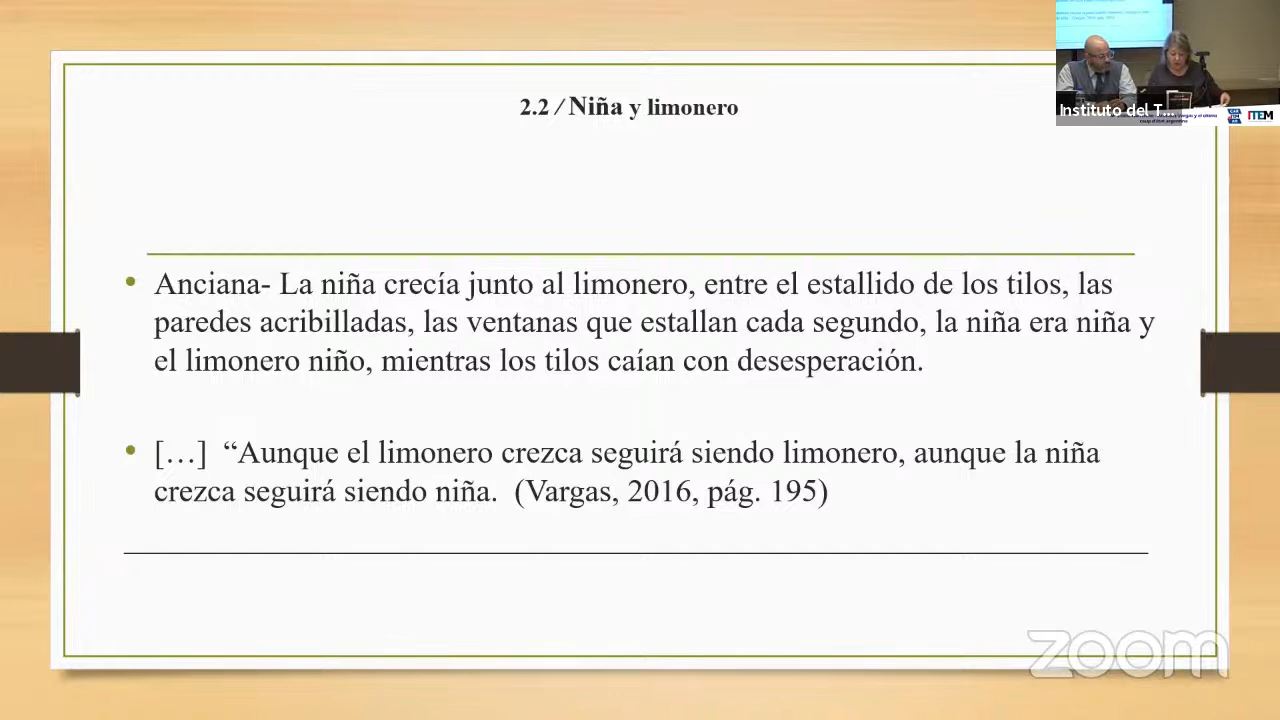 2.2 / Niña y limonero
Instituto del T...
ITEM
Anciana- La niña crecía junto al limonero, entre el estallido de los tilos, las
paredes acribilladas, las ventanas que estallan cada segundo, la niña era niña y
el limonero niño, mientras los tilos caían con desesperación.
[…] “Aunque el limonero crezca seguirá siendo limonero, aunque la niña
crezca seguirá siendo niña. (Vargas, 2016, pág. 195)
zoom